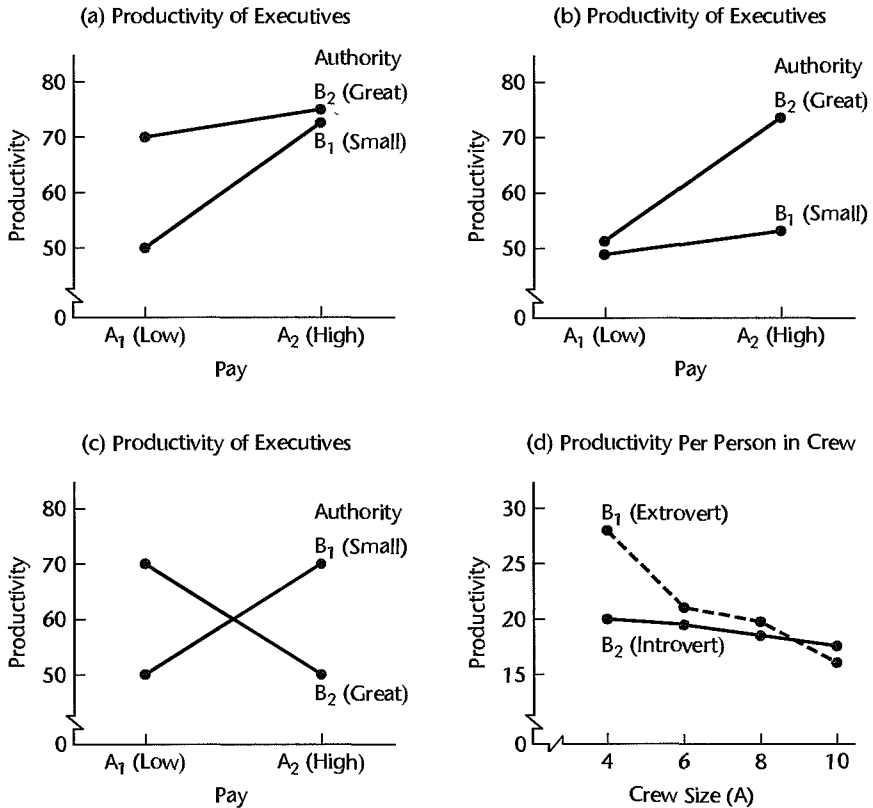 (a) Productivity of Executives
Authority
80
B2 (Great)
70
B1 (Small)
Productivity
50
0
A1 (Low)
A2 (High)
Pay
(b) Productivity of Executives
Authority
80
B2 (Great)
70
Productivity
B1 (Small)
50
0
A1 (Low)
A2 (High)
Pay
(c) Productivity of Executives
80
Authority
B1 (Small)
70
60
Productivity
50
B2 (Great)
0
A1 (Low)
A2 (High)
Pay
(d) Productivity Per Person in Crew
30
B1 (Extrovert)
25
Productivity
20
B2 (Introvert)
15
0
4
6
8
10
Crew Size (A)